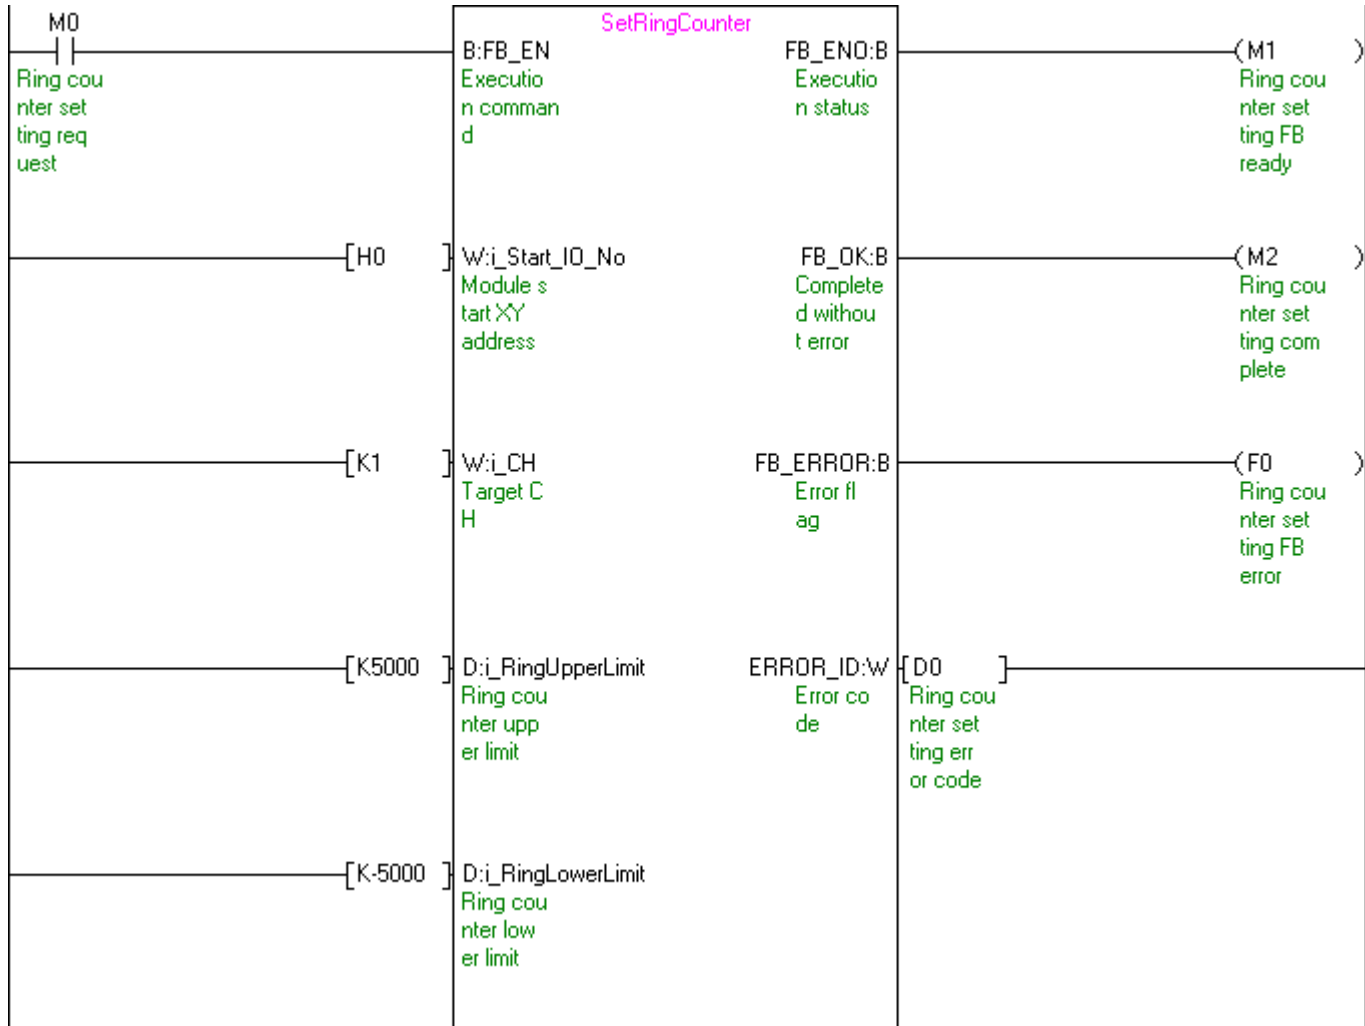 M0
SetRingCounter
B:FB_EN
FB_ENO:B
(M1 )
Ring cou
nter set
ting req
uest
Executio
n comman
d
Executio
n status
Ring cou
nter set
ting FB
ready
[H0 ]
W:i_Start_IO_No
FB_OK:B
(M2 )
Module s
tart XY
address
Complete
d withou
t error
Ring cou
nter set
ting com
plete
[K1 ]
W:i_CH
FB_ERROR:B
(F0 )
Target C
H
Error fl
ag
Ring cou
nter set
ting FB
error
[K5000 ]
D:i_RingUpperLimit
ERROR_ID:W
[D0 ]
Ring cou
nter upp
er limit
Error co
de
Ring cou
nter set
ting err
or code
[K-5000 ]
D:i_RingLowerLimit
Ring cou
nter low
er limit